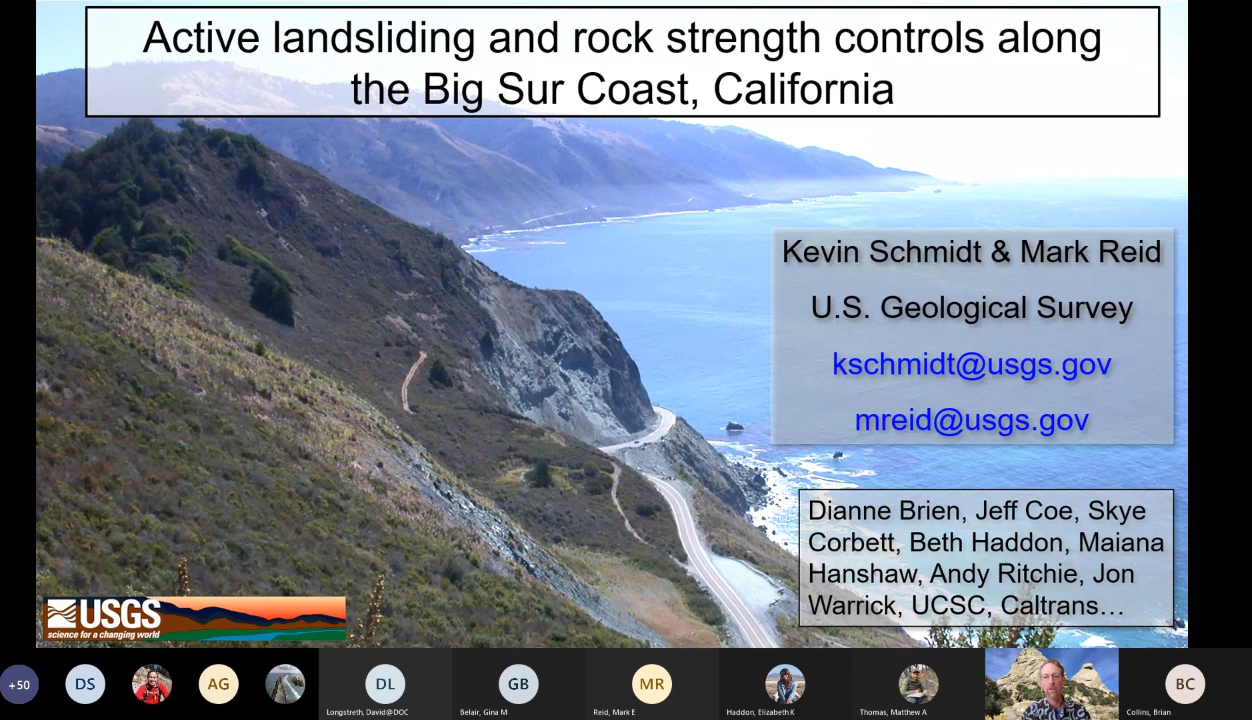 Active landsliding and rock strength controls along
the Big Sur Coast, California
Kevin Schmidt & Mark Reid
U.S. Geological Survey
kschmidt@usgs.gov
mreid@usgs.gov
Dianne Brien, Jeff Coe, Skye
Corbett, Beth Haddon, Maiana
Hanshaw, Andy Ritchie, Jon
Warrick, UCSC, Caltrans…
USGS
science for a changing world
+50
DS
AG
DL
GB
MR
BC
Longstreth, David@DOC
Belair, Gina M
Reid, Mark E
Haddon, Elizabeth K
Thomas, Matthew A
Collins, Brian